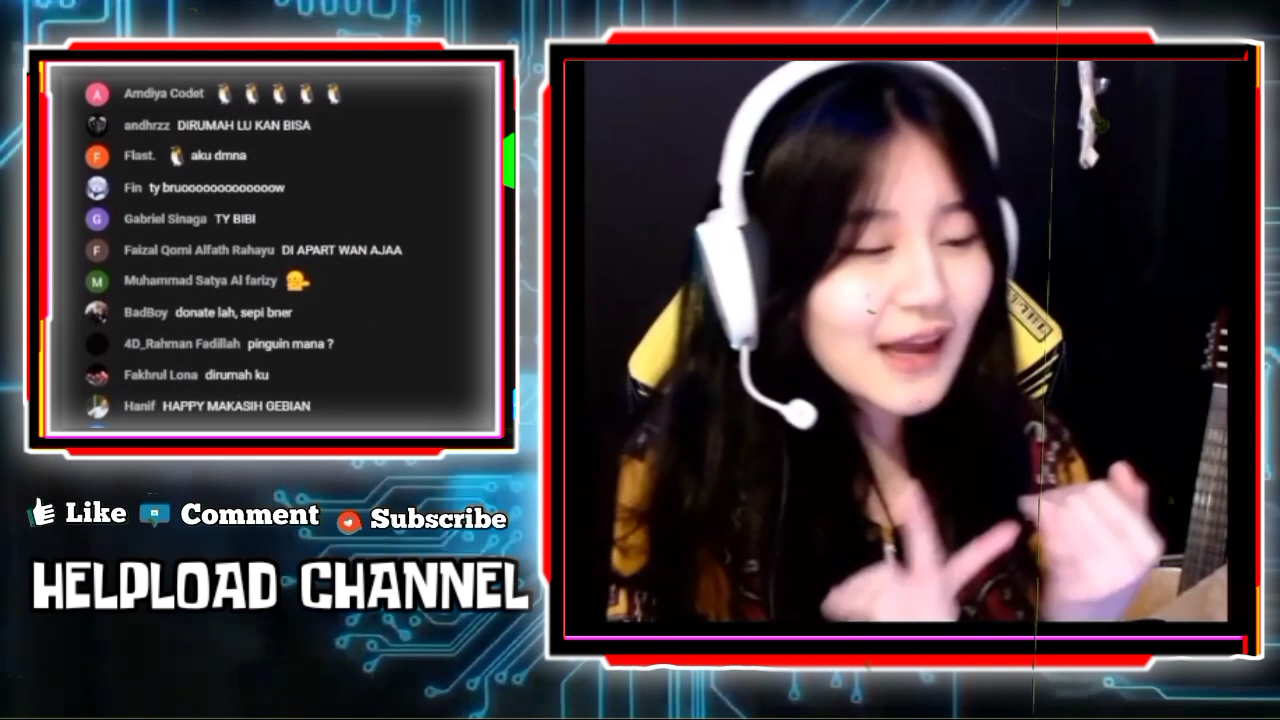 Amdiya Codet
andhrzz DIRUMAH LU KAN BISA
Flast. aku dmna
Fin ty bruooooooooooooow
Gabriel Sinaga TY BIBI
Faizal Qorni Alfath Rahayu DI APART WAN AJAA
Muhammad Satya Al farizy
BadBoy donate lah, sepi bner
4D_Rahman Fadillah pinguin mana ?
Fakhrul Lona dirumah ku
Hanif HAPPY MAKASIH GEBIAN
Like Comment Subscribe
HELPLOAD CHANNEL